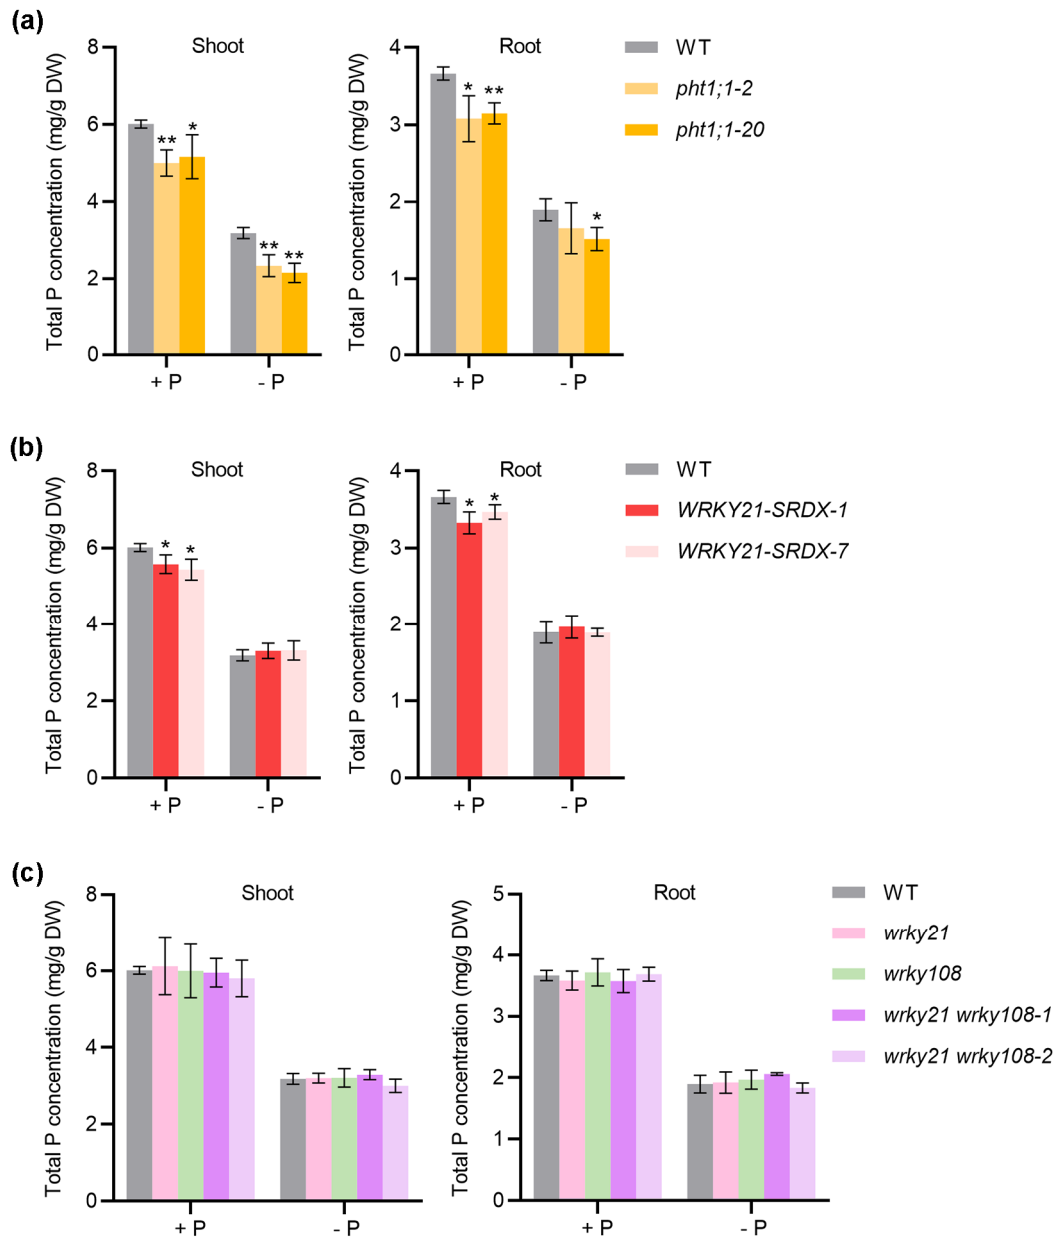 (a)
Shoot
Root
Total P concentration (mg/g DW)
8
6
4
2
0
** *
** **
+ P
- P
Total P concentration (mg/g DW)
4
3
2
1
0
* **
*
+ P
- P
WT
pht1;1-2
pht1;1-20
(b)
Shoot
Root
Total P concentration (mg/g DW)
8
6
4
2
0
* *
+ P
- P
Total P concentration (mg/g DW)
4
3
2
1
0
* *
+ P
- P
WT
WRKY21-SRDX-1
WRKY21-SRDX-7
(c)
Shoot
Root
Total P concentration (mg/g DW)
8
6
4
2
0
+ P
- P
Total P concentration (mg/g DW)
5
4
3
2
1
0
+ P
- P
WT
wrky21
wrky108
wrky21 wrky108-1
wrky21 wrky108-2